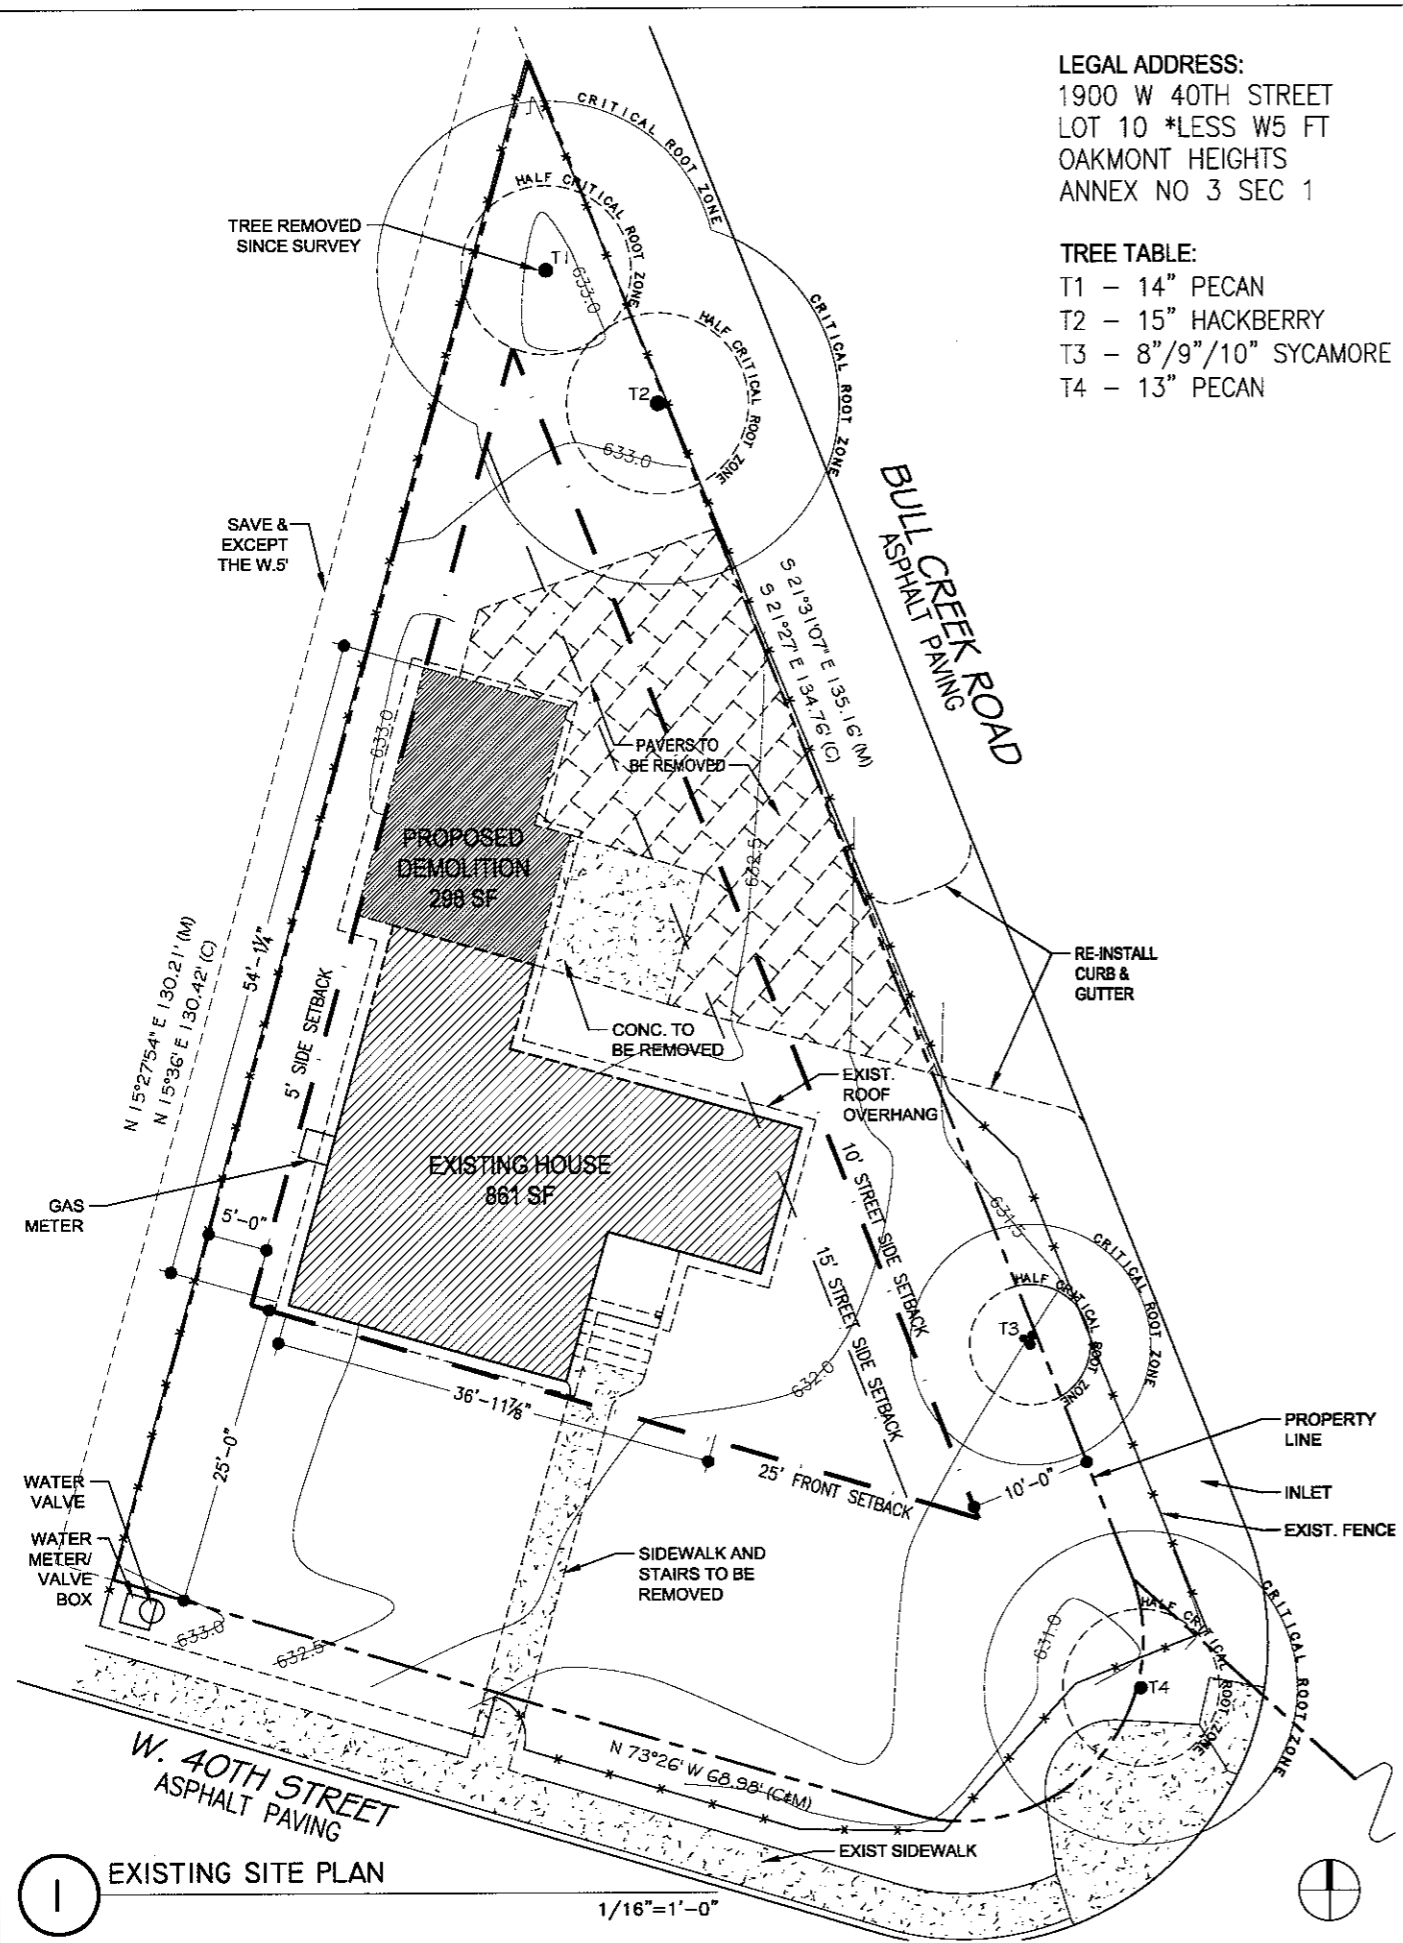 LEGAL ADDRESS:
1900 W 40TH STREET
LOT 10 *LESS W5 FT
OAKMONT HEIGHTS
ANNEX NO 3 SEC 1
TREE TABLE:
T1 – 14" PECAN
T2 – 15" HACKBERRY
T3 – 8"/9"/10" SYCAMORE
T4 – 13" PECAN
CRITICAL ROOT ZONE
HALF CRITICAL ROOT ZONE
TREE REMOVED
SINCE SURVEY
T1
633.0
CRITICAL ROOT ZONE
HALF CRITICAL ROOT ZONE
T2
633.0
BULL CREEK ROAD
ASPHALT PAVING
SAVE &
EXCEPT
THE W.5'
S 21°31'07" E 135.16' (M)
S 21°27' E 134.76' (C)
633.0
PAVERS TO
BE REMOVED
632.5
PROPOSED
DEMOLITION
298 SF
N 15°27'54" E 130.21' (M)
N 15°36' E 130.42' (C)
54'-1¼"
5' SIDE SETBACK
RE-INSTALL
CURB &
GUTTER
CONC. TO
BE REMOVED
EXIST.
ROOF
OVERHANG
EXISTING HOUSE
861 SF
GAS
METER
5'-0"
10' STREET SIDE SETBACK
15' STREET SIDE SETBACK
631.5
CRITICAL ROOT ZONE
HALF CRITICAL ROOT ZONE
T3
632.0
36'-11⅞"
25'-0"
25' FRONT SETBACK
10'-0"
PROPERTY
LINE
INLET
EXIST. FENCE
WATER
VALVE
WATER
METER/
VALVE
BOX
SIDEWALK AND
STAIRS TO BE
REMOVED
633.0
632.5
631.0
CRITICAL ROOT ZONE
HALF CRITICAL ROOT ZONE
T4
N 73°26' W 68.98' (C&M)
W. 40TH STREET
ASPHALT PAVING
EXIST SIDEWALK
1
EXISTING SITE PLAN
1/16"=1'-0"